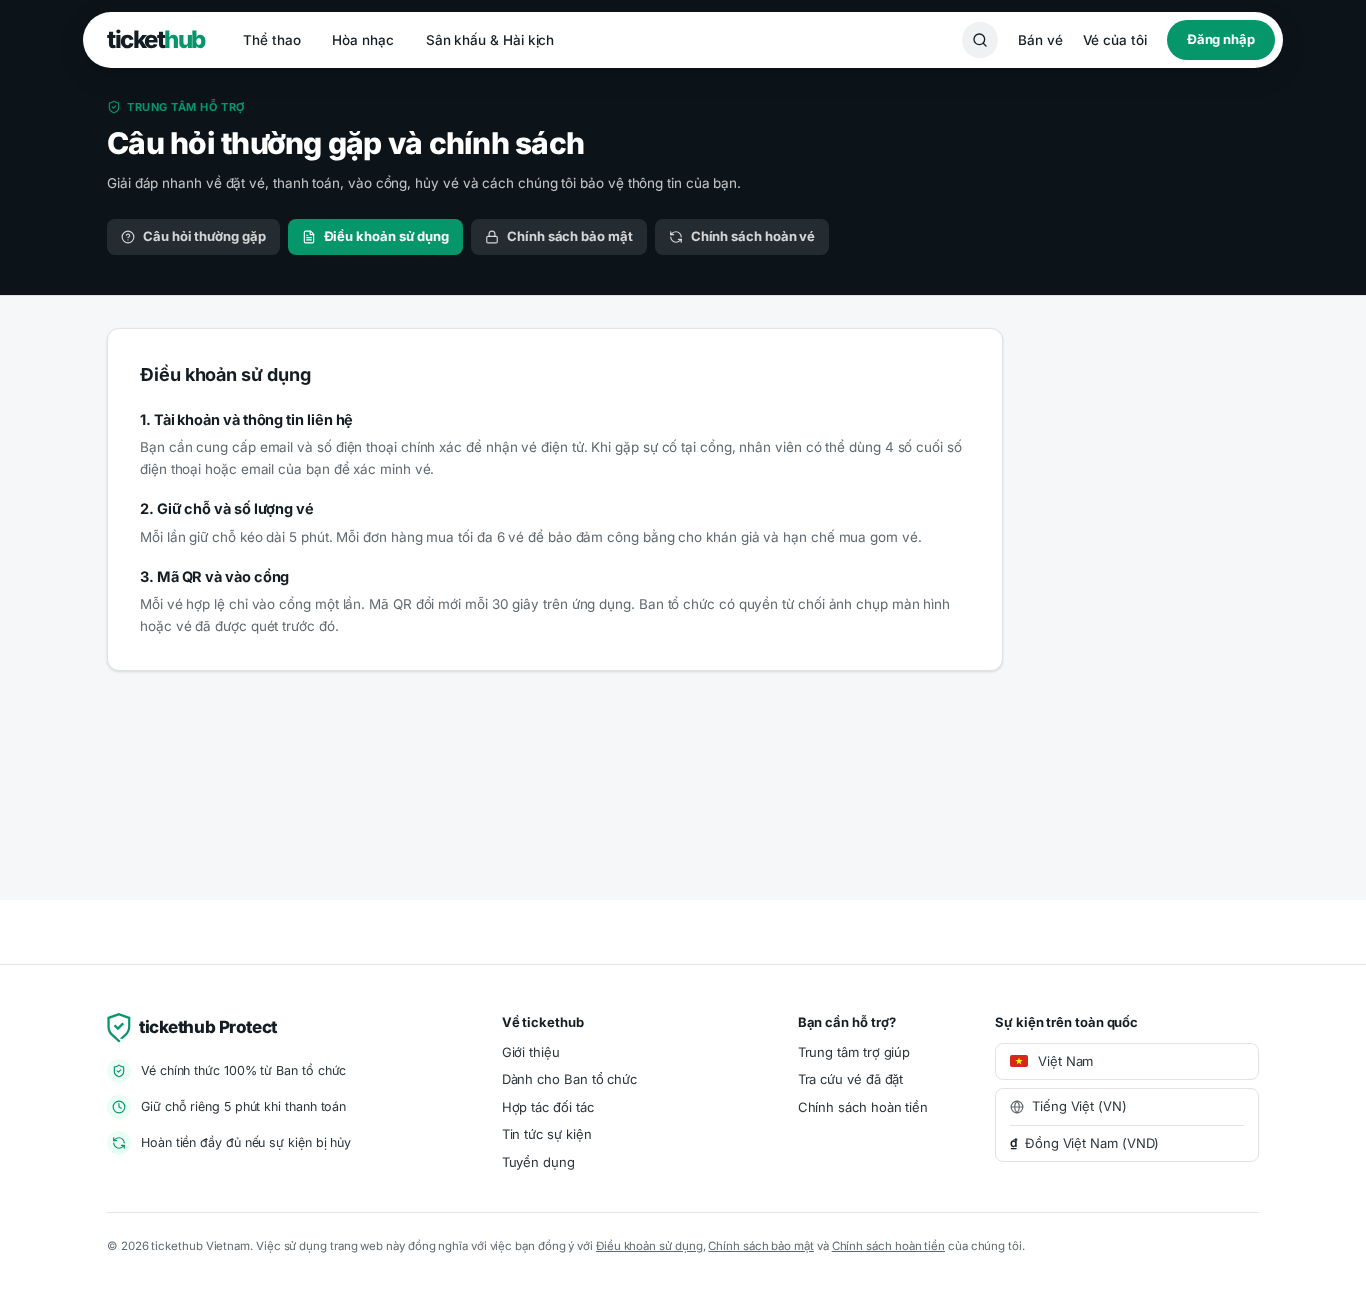 tickethub
Thể thao
Hòa nhạc
Sân khấu & Hài kịch
Bán vé
Vé của tôi
Đăng nhập
TRUNG TÂM HỖ TRỢ
Câu hỏi thường gặp và chính sách
Giải đáp nhanh về đặt vé, thanh toán, vào cổng, hủy vé và cách chúng tôi bảo vệ thông tin của bạn.
Câu hỏi thường gặp
Điều khoản sử dụng
Chính sách bảo mật
Chính sách hoàn vé
Điều khoản sử dụng
1. Tài khoản và thông tin liên hệ
Bạn cần cung cấp email và số điện thoại chính xác để nhận vé điện tử. Khi gặp sự cố tại cổng, nhân viên có thể dùng 4 số cuối số
điện thoại hoặc email của bạn để xác minh vé.
2. Giữ chỗ và số lượng vé
Mỗi lần giữ chỗ kéo dài 5 phút. Mỗi đơn hàng mua tối đa 6 vé để bảo đảm công bằng cho khán giả và hạn chế mua gom vé.
3. Mã QR và vào cổng
Mỗi vé hợp lệ chỉ vào cổng một lần. Mã QR đổi mới mỗi 30 giây trên ứng dụng. Ban tổ chức có quyền từ chối ảnh chụp màn hình
hoặc vé đã được quét trước đó.
tickethub Protect
Vé chính thức 100% từ Ban tổ chức
Giữ chỗ riêng 5 phút khi thanh toán
Hoàn tiền đầy đủ nếu sự kiện bị hủy
Về tickethub
Giới thiệu
Dành cho Ban tổ chức
Hợp tác đối tác
Tin tức sự kiện
Tuyển dụng
Bạn cần hỗ trợ?
Trung tâm trợ giúp
Tra cứu vé đã đặt
Chính sách hoàn tiền
Sự kiện trên toàn quốc
Việt Nam
Tiếng Việt (VN)
₫ Đồng Việt Nam (VND)
© 2026 tickethub Vietnam. Việc sử dụng trang web này đồng nghĩa với việc bạn đồng ý với Điều khoản sử dụng, Chính sách bảo mật và Chính sách hoàn tiền của chúng tôi.